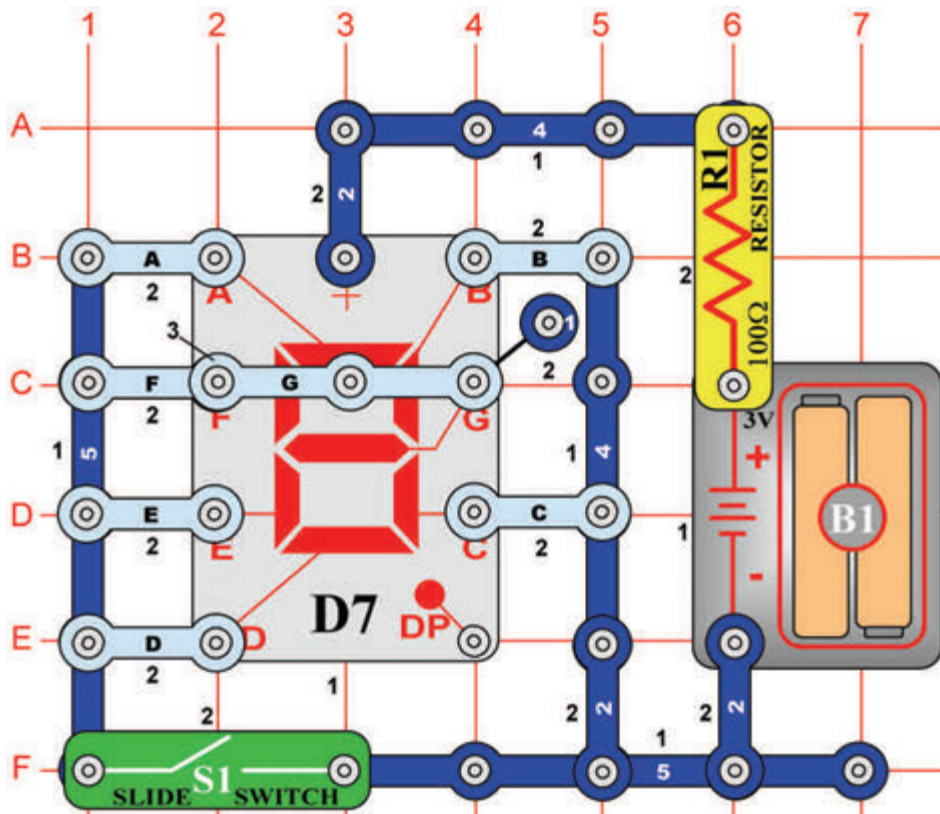 1 2 3 4 5 6 7
A
4
1
2
2
R1
RESISTOR
100Ω
2
B
A
2
A
+
B
2
B
3
1
2
C
F
2
F
G
G
1
5
1
4
3V
+
-
B1
1
D
E
2
E
C
C
2
D7
DP
E
D
2
D
1
2
2
2
2
2
1
F
S1
SLIDE SWITCH
5